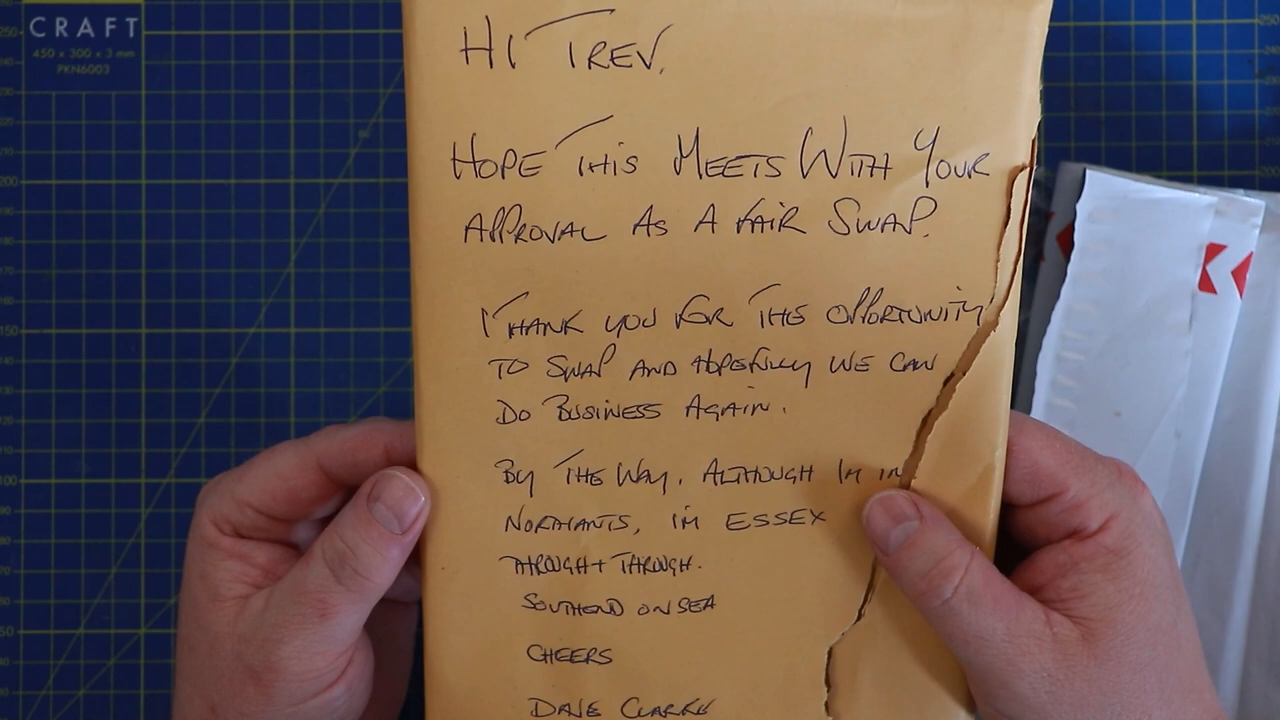 CRAFT
450 x 300 x 3 mm
PKN6003
HI TREV,
HOPE THIS MEETS WITH YOUR
APPROVAL AS A FAIR SWAP.
THANK YOU FOR THE OPPORTUNITY
TO SWAP AND HOPEFULLY WE CAN
DO BUSINESS AGAIN.
BY THE WAY, ALTHOUGH IM IN
NORTHANTS, IM ESSEX
THROUGH + THROUGH.
SOUTHEND ON SEA
CHEERS
DAVE CLARKE